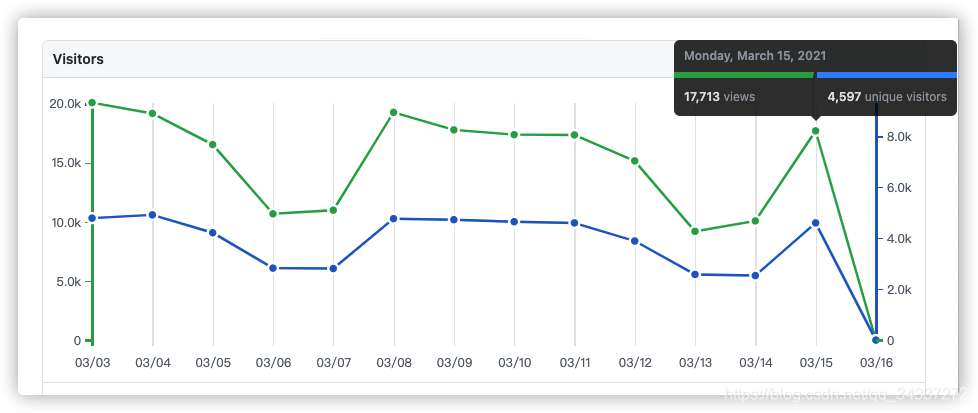 Visitors
Monday, March 15, 2021
17,713 views 4,597 unique visitors
20.0k
15.0k
10.0k
5.0k
0
8.0k
6.0k
4.0k
2.0k
0
03/03 03/04 03/05 03/06 03/07 03/08 03/09 03/10 03/11 03/12 03/13 03/14 03/15 03/16